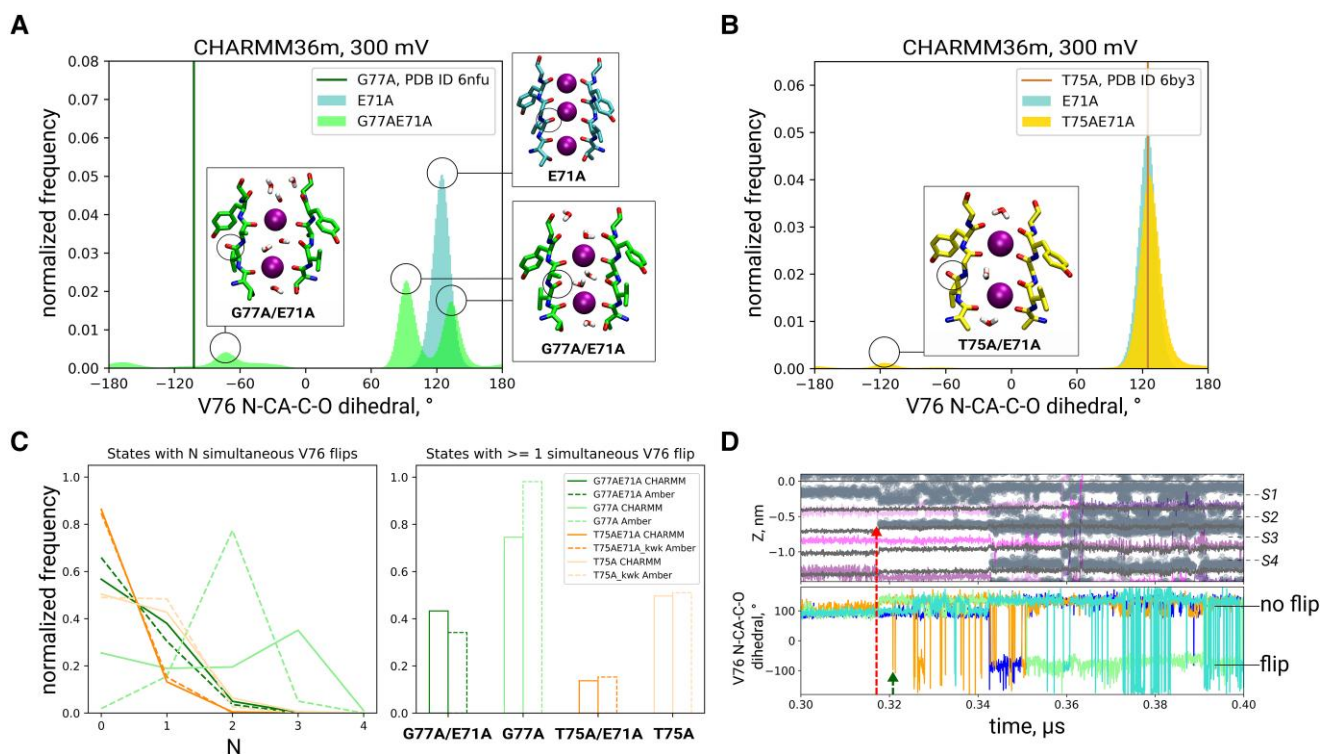 A
CHARMM36m, 300 mV
normalized frequency
0.08
0.07
0.06
0.05
0.04
0.03
0.02
0.01
0.00
G77A, PDB ID 6nfu
E71A
G77AE71A
E71A
G77A/E71A
G77A/E71A
−180 −120 −60 0 60 120 180
V76 N-CA-C-O dihedral, °
B
CHARMM36m, 300 mV
normalized frequency
0.06
0.05
0.04
0.03
0.02
0.01
0.00
T75A, PDB ID 6by3
E71A
T75AE71A
T75A/E71A
−180 −120 −60 0 60 120 180
V76 N-CA-C-O dihedral, °
C
States with N simultaneous V76 flips
normalized frequency
1.0
0.8
0.6
0.4
0.2
0.0
0 1 2 3 4
N
States with >= 1 simultaneous V76 flip
1.0
0.8
0.6
0.4
0.2
0.0
G77AE71A CHARMM
G77AE71A Amber
G77A CHARMM
G77A Amber
T75AE71A CHARMM
T75AE71A_kwk Amber
T75A CHARMM
T75A_kwk Amber
G77A/E71A G77A T75A/E71A T75A
D
Z, nm
0.0
−0.5
−1.0
S1
S2
S3
S4
V76 N-CA-C-O
dihedral,°
100
0
−100
no flip
flip
0.30 0.32 0.34 0.36 0.38 0.40
time, µs